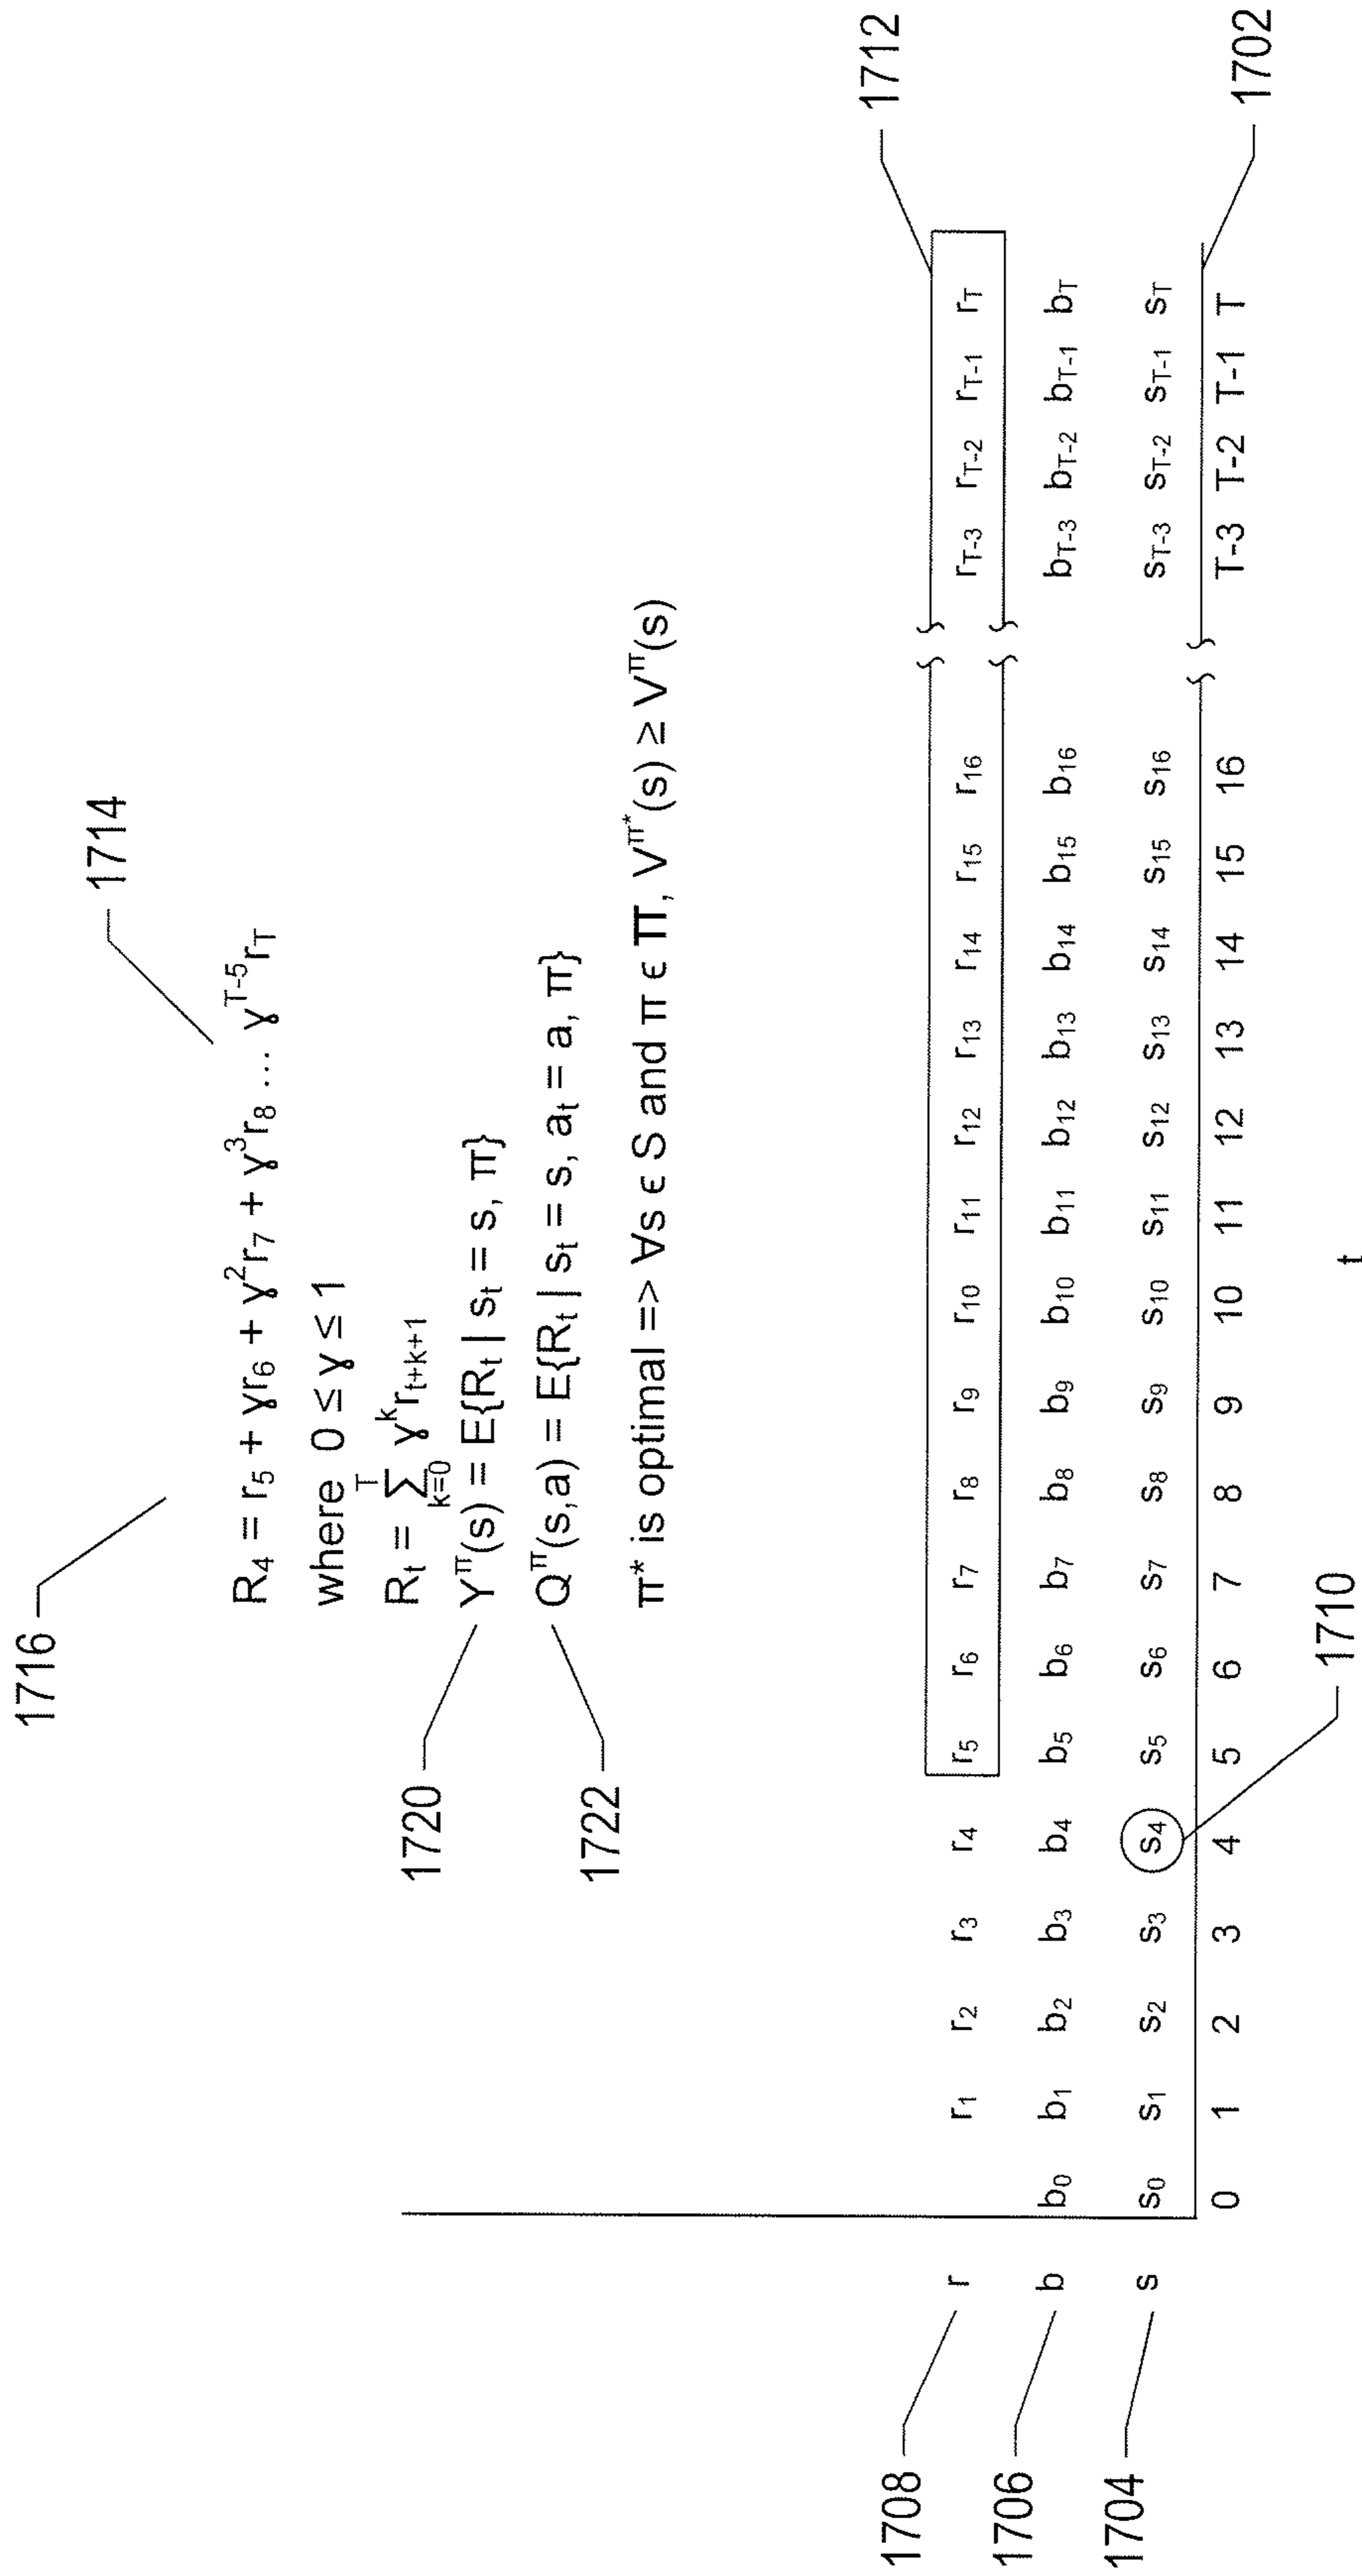 1716
1714
R₄ = r₅ + γr₆ + γ²r₇ + γ³r₈ ... γᵀ⁻⁵r_T
where 0 ≤ γ ≤ 1
R_t = ∑_{k=0}^{T} γᵏr_{t+k+1}
1720
Y^π(s) = E{R_t | s_t = s, π}
1722
Q^π(s,a) = E{R_t | s_t = s, a_t = a, π}
π* is optimal => ∀s ϵ S and π ϵ Π, V^{π*}(s) ≥ V^π(s)
1712
1708
r r₁ r₂ r₃ r₄ r₅ r₆ r₇ r₈ r₉ r₁₀ r₁₁ r₁₂ r₁₃ r₁₄ r₁₅ r₁₆ r_{T-3} r_{T-2} r_{T-1} r_T
1706
b b₀ b₁ b₂ b₃ b₄ b₅ b₆ b₇ b₈ b₉ b₁₀ b₁₁ b₁₂ b₁₃ b₁₄ b₁₅ b₁₆ b_{T-3} b_{T-2} b_{T-1} b_T
1704
s s₀ s₁ s₂ s₃ s₄ s₅ s₆ s₇ s₈ s₉ s₁₀ s₁₁ s₁₂ s₁₃ s₁₄ s₁₅ s₁₆ s_{T-3} s_{T-2} s_{T-1} s_T
0 1 2 3 4 5 6 7 8 9 10 11 12 13 14 15 16 T-3 T-2 T-1 T
1702
1710
t